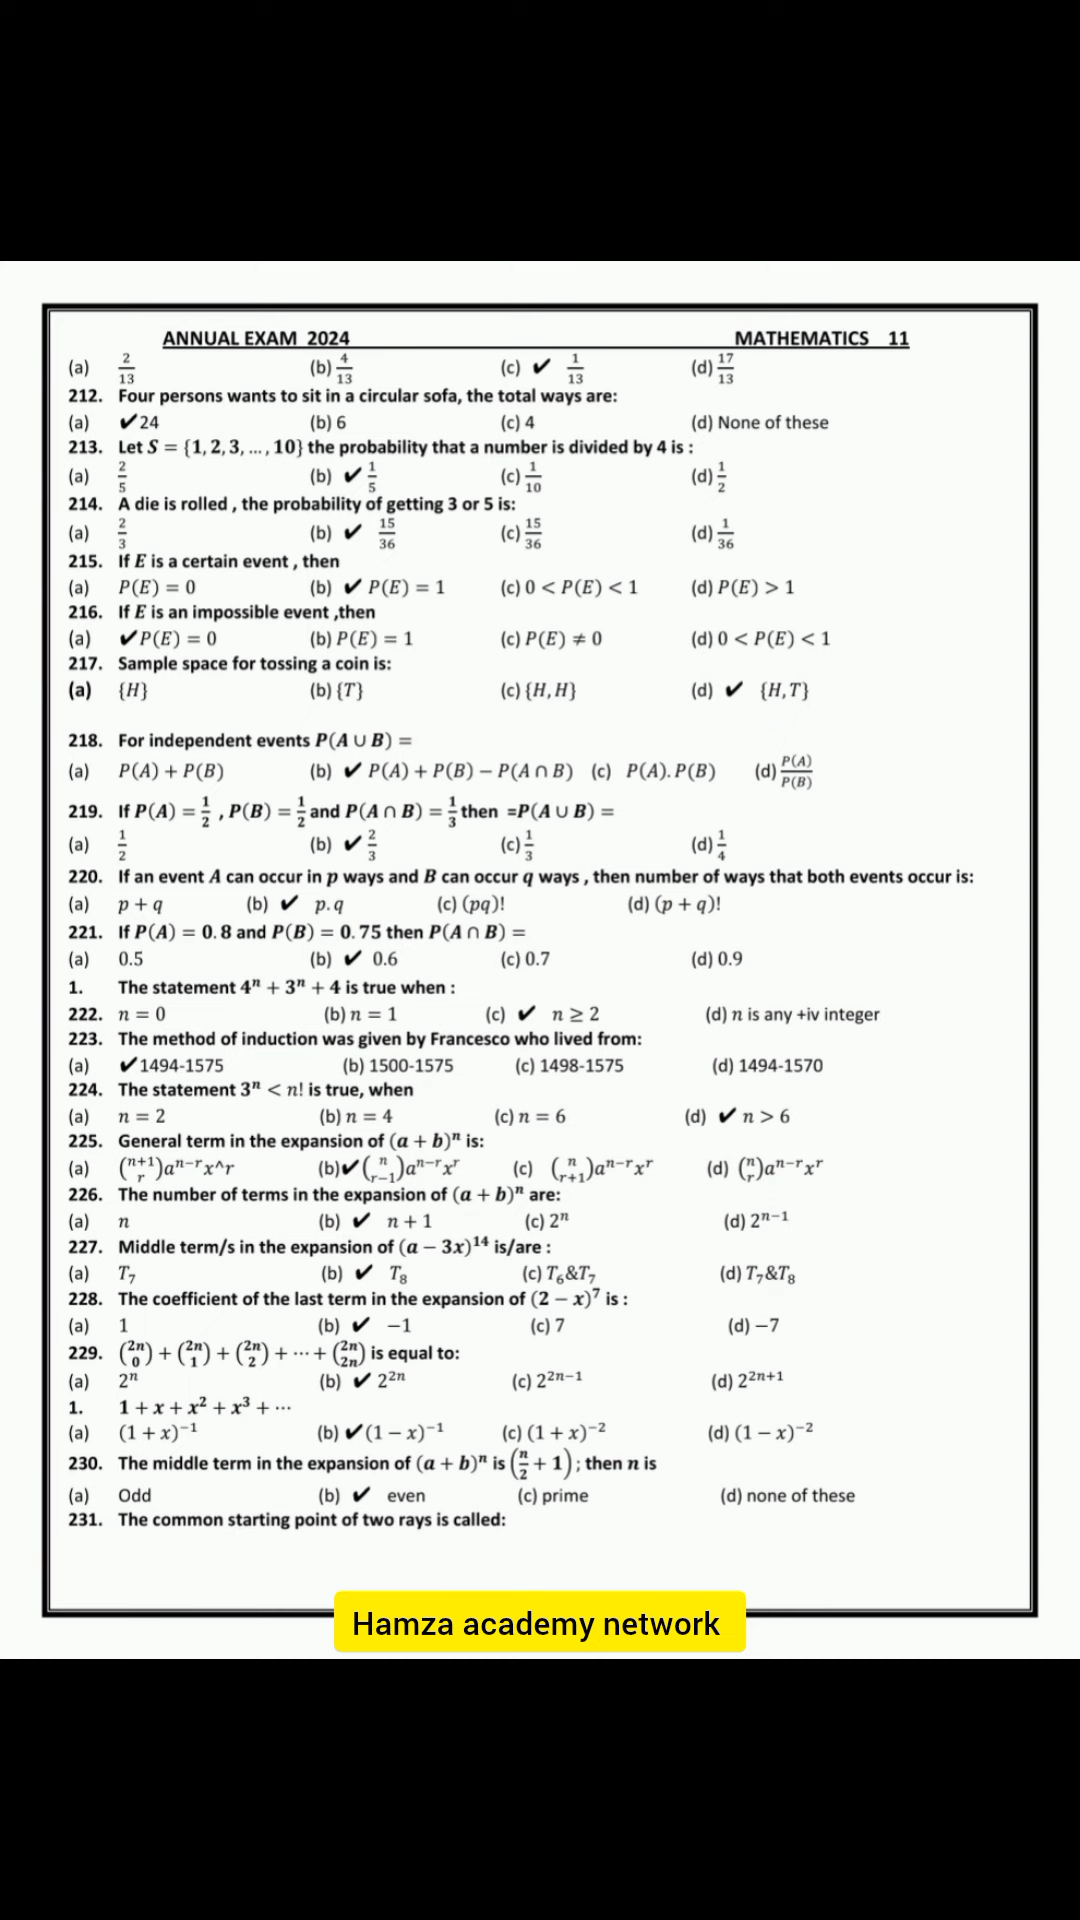 ANNUAL EXAM 2024 MATHEMATICS 11
(a) 2/13 (b) 4/13 (c) ✔ 1/13 (d) 17/13
212. Four persons wants to sit in a circular sofa, the total ways are:
(a) ✔24 (b) 6 (c) 4 (d) None of these
213. Let S = {1, 2, 3, … , 10} the probability that a number is divided by 4 is :
(a) 2/5 (b) ✔ 1/5 (c) 1/10 (d) 1/2
214. A die is rolled , the probability of getting 3 or 5 is:
(a) 2/3 (b) ✔ 15/36 (c) 15/36 (d) 1/36
215. If E is a certain event , then
(a) P(E) = 0 (b) ✔ P(E) = 1 (c) 0 < P(E) < 1 (d) P(E) > 1
216. If E is an impossible event ,then
(a) ✔P(E) = 0 (b) P(E) = 1 (c) P(E) ≠ 0 (d) 0 < P(E) < 1
217. Sample space for tossing a coin is:
(a) {H} (b) {T} (c) {H, H} (d) ✔ {H, T}
218. For independent events P(A ∪ B) =
(a) P(A) + P(B) (b) ✔ P(A) + P(B) − P(A ∩ B) (c) P(A). P(B) (d) P(A)/P(B)
219. If P(A) = 1/2 , P(B) = 1/2 and P(A ∩ B) = 1/3 then =P(A ∪ B) =
(a) 1/2 (b) ✔ 2/3 (c) 1/3 (d) 1/4
220. If an event A can occur in p ways and B can occur q ways , then number of ways that both events occur is:
(a) p + q (b) ✔ p. q (c) (pq)! (d) (p + q)!
221. If P(A) = 0. 8 and P(B) = 0. 75 then P(A ∩ B) =
(a) 0.5 (b) ✔ 0.6 (c) 0.7 (d) 0.9
1. The statement 4ⁿ + 3ⁿ + 4 is true when :
222. n = 0 (b) n = 1 (c) ✔ n ≥ 2 (d) n is any +iv integer
223. The method of induction was given by Francesco who lived from:
(a) ✔1494-1575 (b) 1500-1575 (c) 1498-1575 (d) 1494-1570
224. The statement 3ⁿ < n! is true, when
(a) n = 2 (b) n = 4 (c) n = 6 (d) ✔ n > 6
225. General term in the expansion of (a + b)ⁿ is:
(a) (n+1 r)aⁿ⁻ʳx^r (b)✔(n r−1)aⁿ⁻ʳxʳ (c) (n r+1)aⁿ⁻ʳxʳ (d) (n r)aⁿ⁻ʳxʳ
226. The number of terms in the expansion of (a + b)ⁿ are:
(a) n (b) ✔ n + 1 (c) 2ⁿ (d) 2ⁿ⁻¹
227. Middle term/s in the expansion of (a − 3x)¹⁴ is/are :
(a) T₇ (b) ✔ T₈ (c) T₆&T₇ (d) T₇&T₈
228. The coefficient of the last term in the expansion of (2 − x)⁷ is :
(a) 1 (b) ✔ −1 (c) 7 (d) −7
229. (2n 0) + (2n 1) + (2n 2) + ⋯ + (2n 2n) is equal to:
(a) 2ⁿ (b) ✔ 2²ⁿ (c) 2²ⁿ⁻¹ (d) 2²ⁿ⁺¹
1. 1 + x + x² + x³ + ⋯
(a) (1 + x)⁻¹ (b) ✔(1 − x)⁻¹ (c) (1 + x)⁻² (d) (1 − x)⁻²
230. The middle term in the expansion of (a + b)ⁿ is (n/2 + 1) ; then n is
(a) Odd (b) ✔ even (c) prime (d) none of these
231. The common starting point of two rays is called:
Hamza academy network